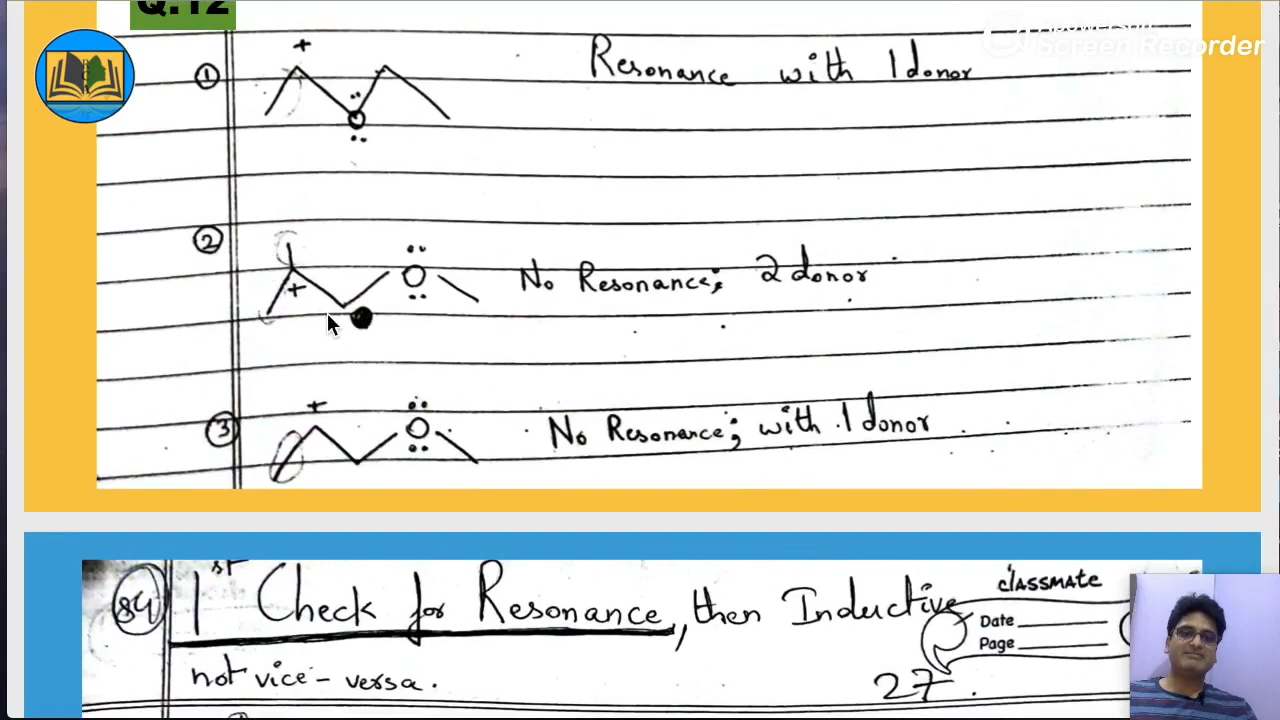 Q.12
Screen Recorder
① + Resonance with 1 donor
O
②
+ O No Resonance; 2 donor
③ + O No Resonance; with 1 donor
84 1st Check for Resonance, then Inductive
not vice-versa.
classmate
Date
Page
27.